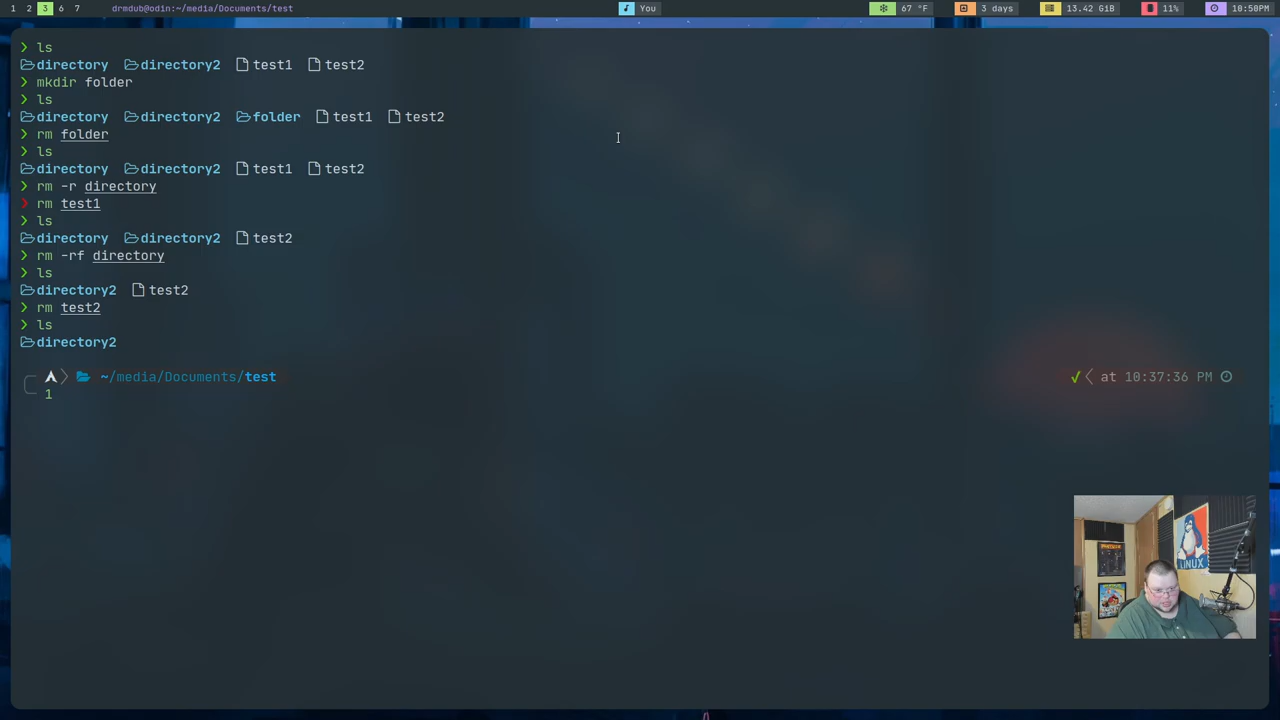 1 2 3 6 7 drmdub@odin:~/media/Documents/test You 67 °F 3 days 13.42 GiB 11% 10:50PM
❯ ls
directory directory2 test1 test2
❯ mkdir folder
❯ ls
directory directory2 folder test1 test2
❯ rm folder
❯ ls
directory directory2 test1 test2
❯ rm -r directory
❯ rm test1
❯ ls
directory directory2 test2
❯ rm -rf directory
❯ ls
directory2 test2
❯ rm test2
❯ ls
directory2
~/media/Documents/test ✓ at 10:37:36 PM
l
LINUX